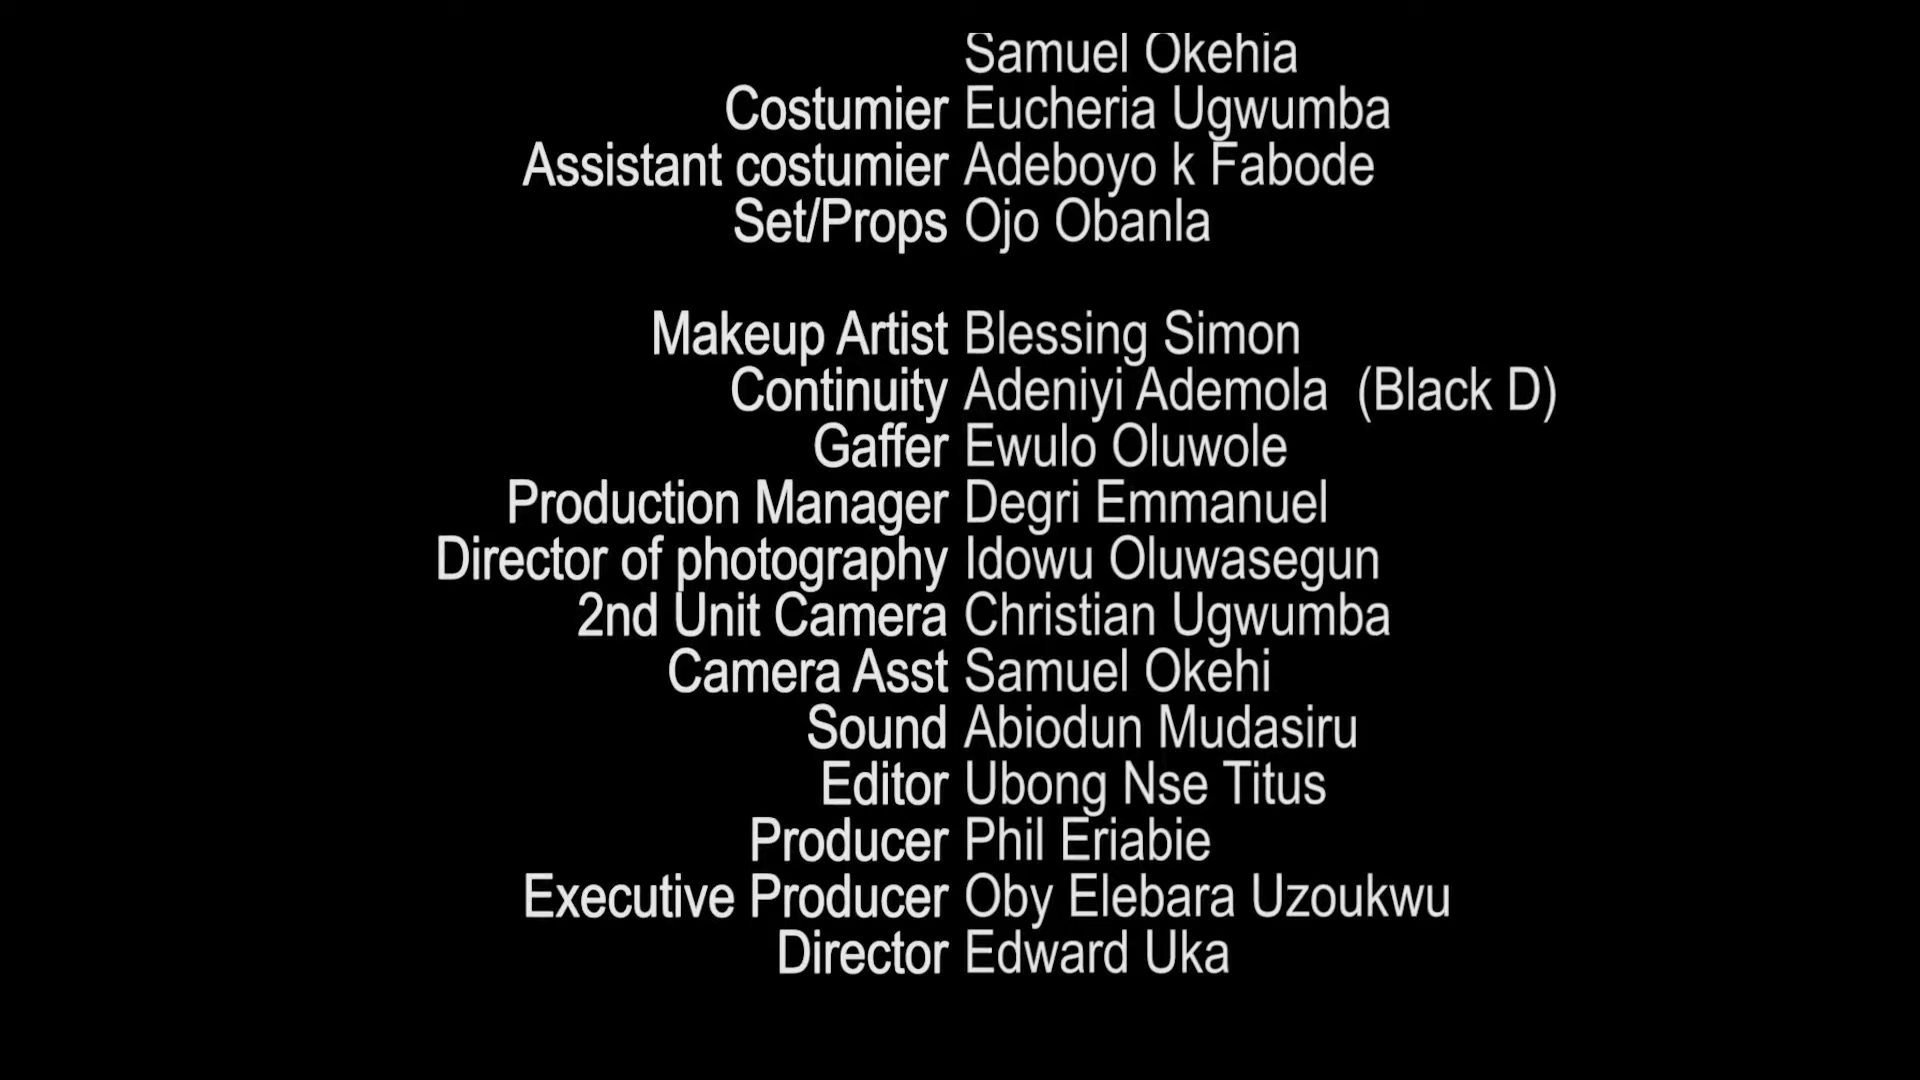 Samuel Okehia
Costumier Eucheria Ugwumba
Assistant costumier Adeboyo k Fabode
Set/Props Ojo Obanla
Makeup Artist Blessing Simon
Continuity Adeniyi Ademola (Black D)
Gaffer Ewulo Oluwole
Production Manager Degri Emmanuel
Director of photography Idowu Oluwasegun
2nd Unit Camera Christian Ugwumba
Camera Asst Samuel Okehi
Sound Abiodun Mudasiru
Editor Ubong Nse Titus
Producer Phil Eriabie
Executive Producer Oby Elebara Uzoukwu
Director Edward Uka